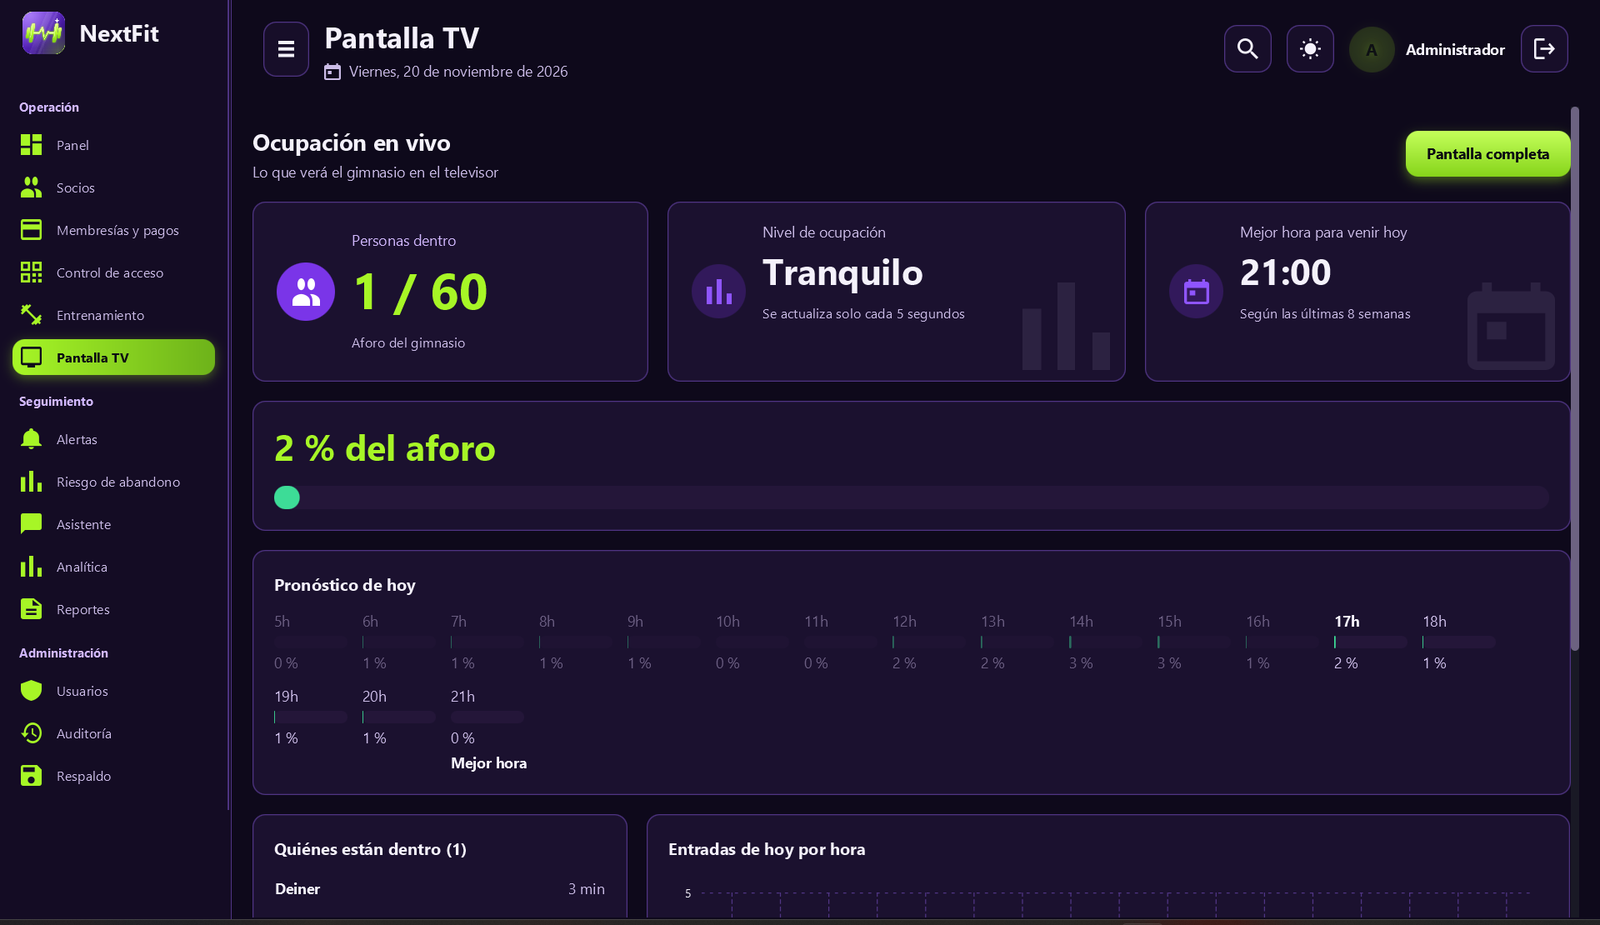 NextFit
Operación
Panel
Socios
Membresías y pagos
Control de acceso
Entrenamiento
Pantalla TV
Seguimiento
Alertas
Riesgo de abandono
Asistente
Analítica
Reportes
Administración
Usuarios
Auditoría
Respaldo
Pantalla TV
Viernes, 20 de noviembre de 2026
A
Administrador
Ocupación en vivo
Lo que verá el gimnasio en el televisor
Pantalla completa
Personas dentro
1 / 60
Aforo del gimnasio
Nivel de ocupación
Tranquilo
Se actualiza solo cada 5 segundos
Mejor hora para venir hoy
21:00
Según las últimas 8 semanas
2 % del aforo
Pronóstico de hoy
5h 6h 7h 8h 9h 10h 11h 12h 13h 14h 15h 16h 17h 18h
0 % 1 % 1 % 1 % 1 % 0 % 0 % 2 % 2 % 3 % 3 % 1 % 2 % 1 %
19h 20h 21h
1 % 1 % 0 %
Mejor hora
Quiénes están dentro (1)
Deiner 3 min
Entradas de hoy por hora
5